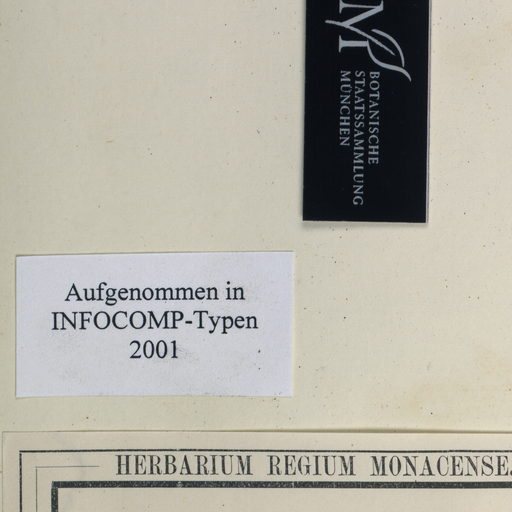 M
BOTANISCHE
STAATSSAMMLUNG
MÜNCHEN
Aufgenommen in
INFOCOMP-Typen
2001
HERBARIUM REGIUM MONACENSE.